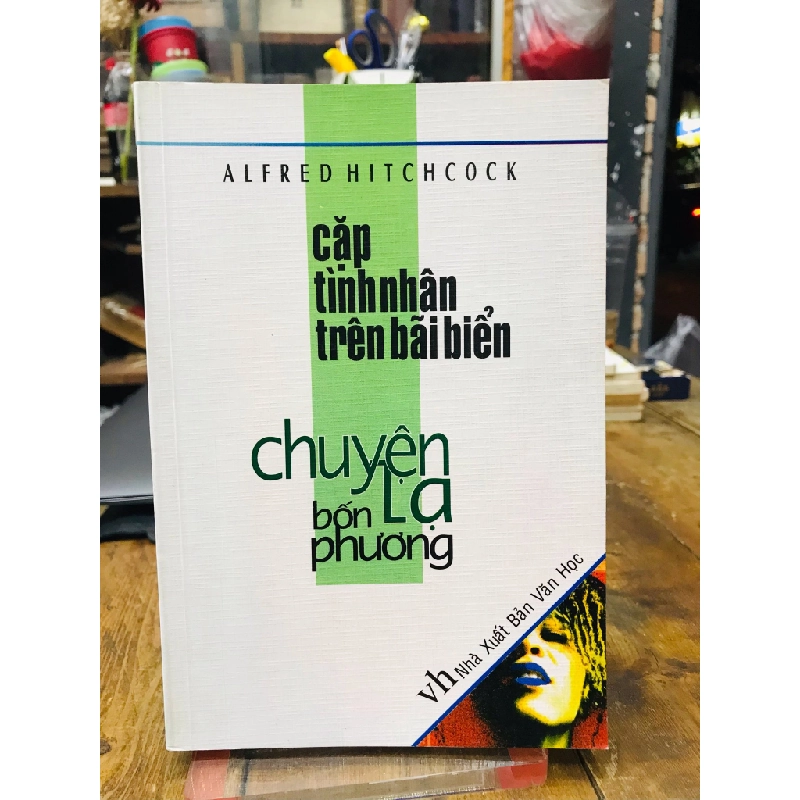 ALFRED HITCHCOCK
cặp
tình nhân
trên bãi biển
chuyện
Lạ
bốn
phương
vh Nhà Xuất Bản Văn Học